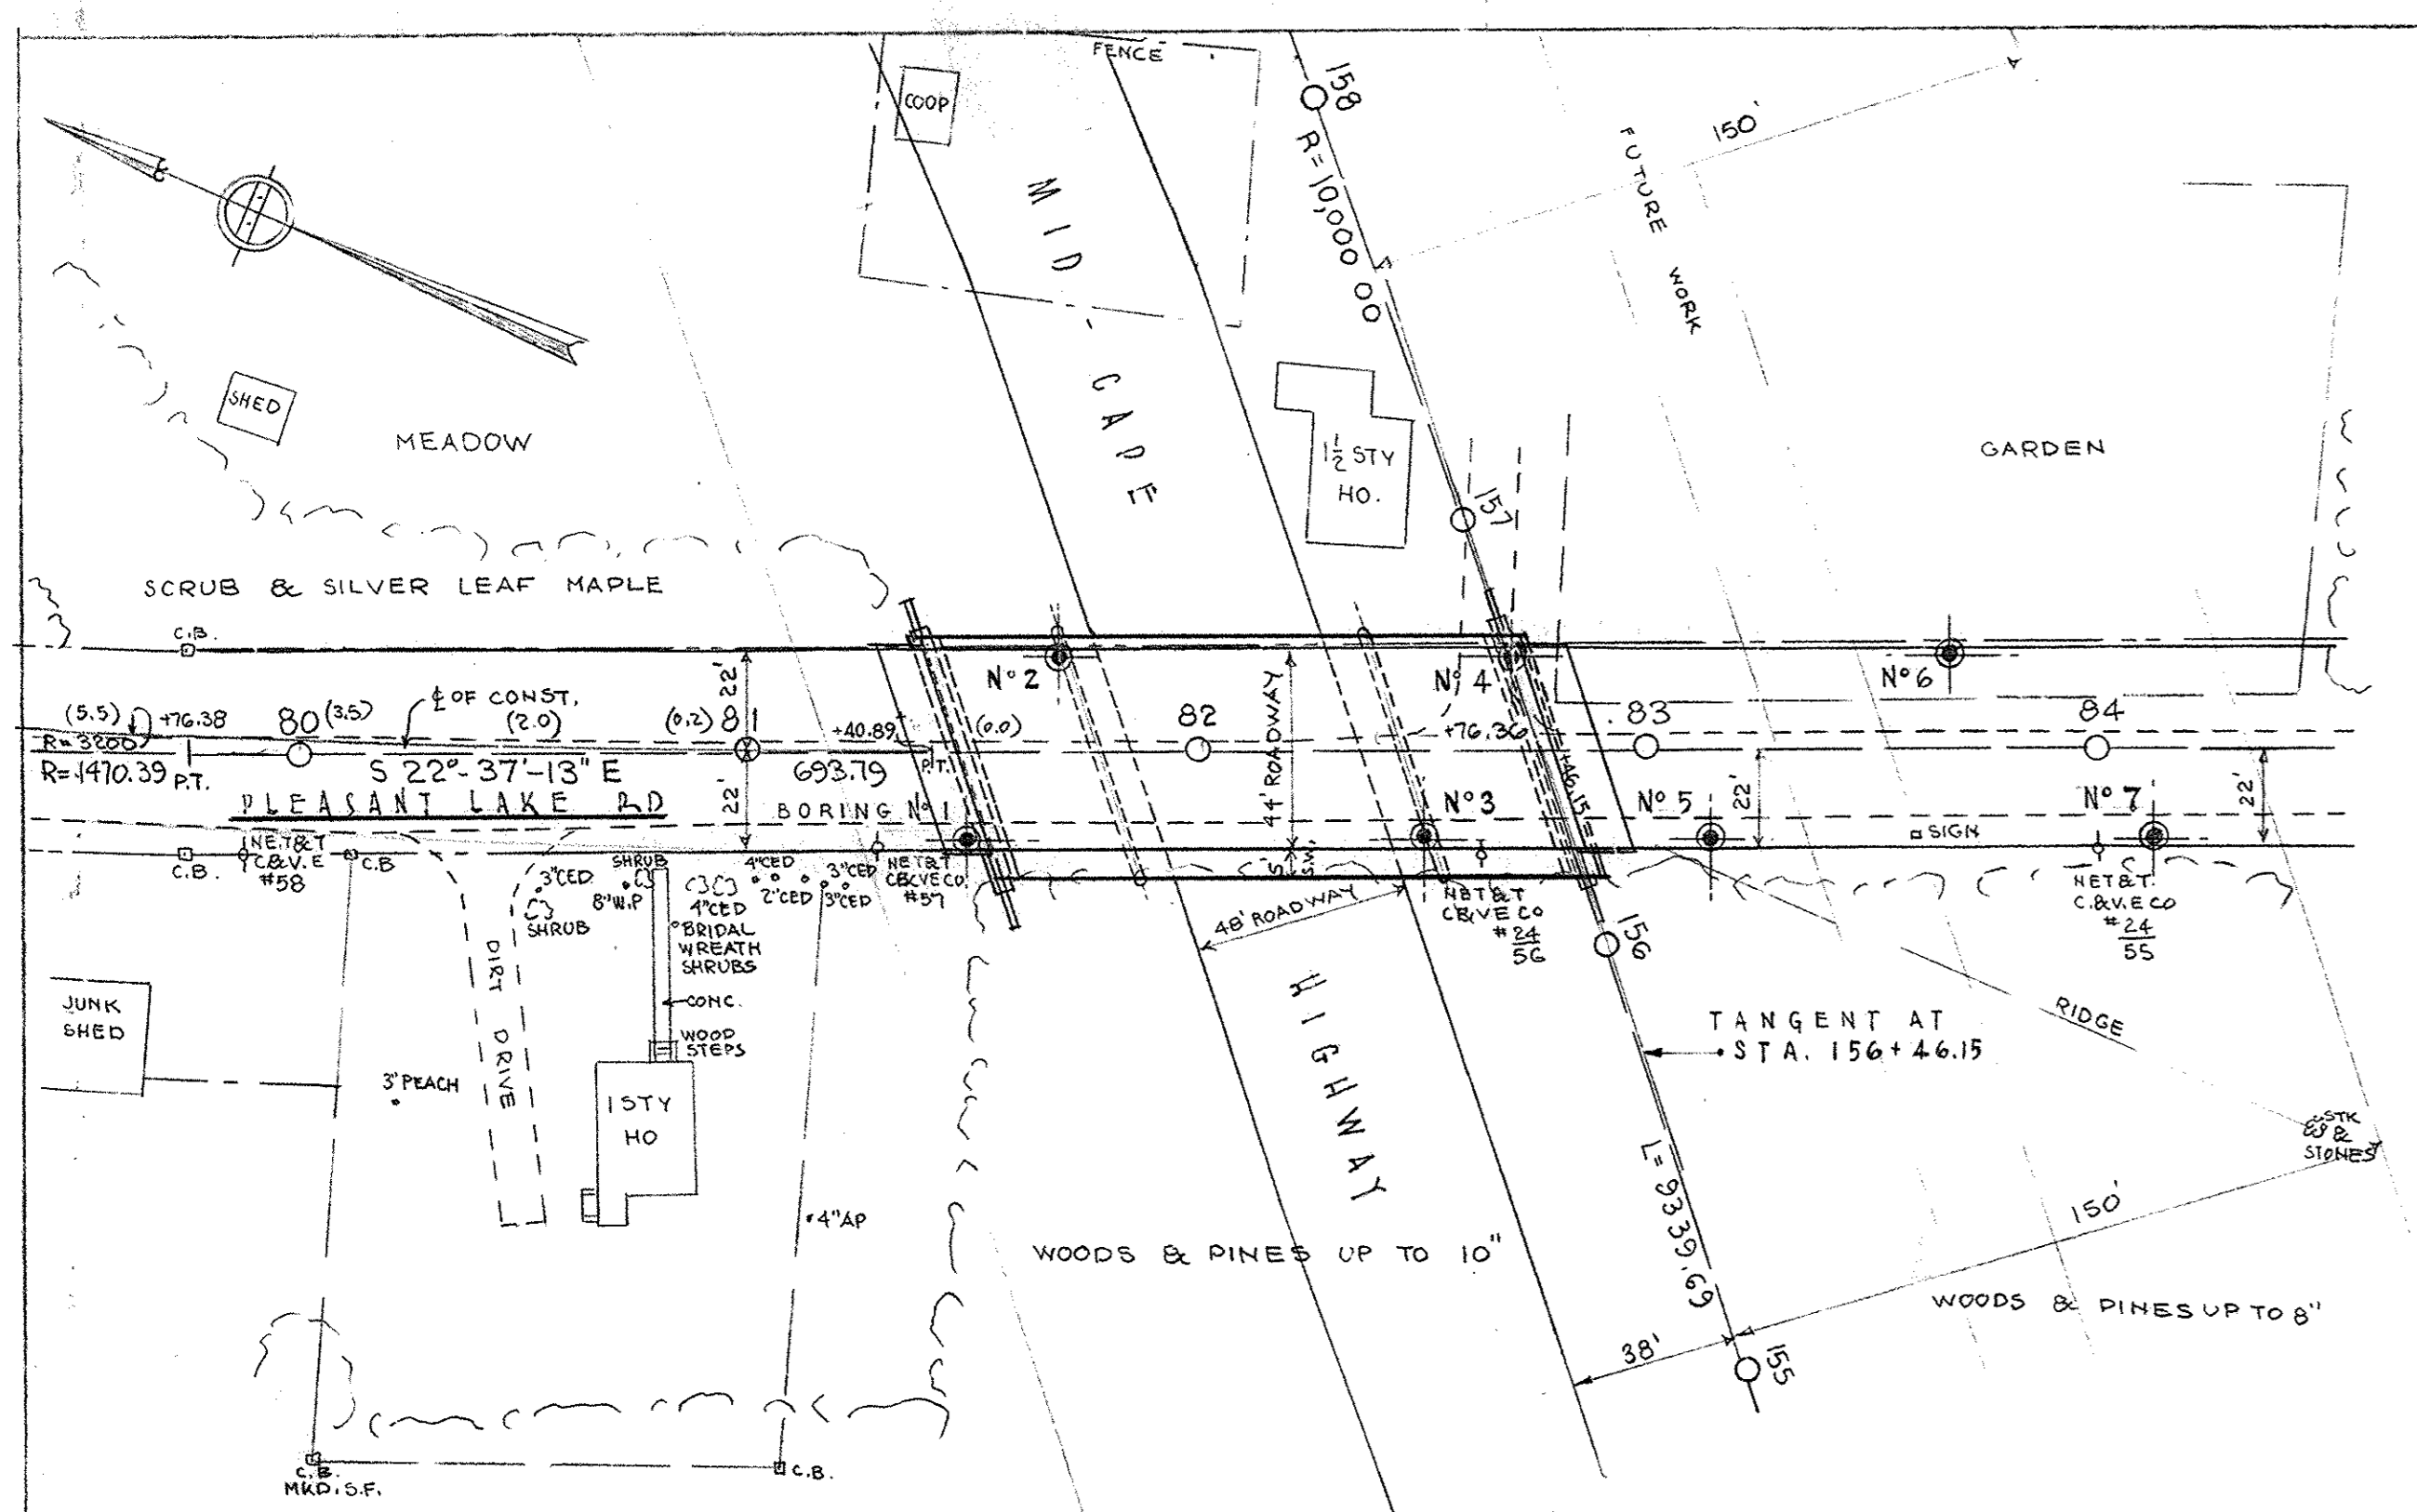 FENCE
COOP
158
150'
R=10,000 00
FUTURE WORK
MID-CAPE
SHED
MEADOW
1½ STY
HO.
157
GARDEN
SCRUB & SILVER LEAF MAPLE
C.B.
N°2
N°4
N°6
22'
44' ROADWAY
(5.5)
+76.38
80
(3.5)
℄ OF CONST.
(2.0)
(0.2)
81
+40.89
(0.0)
82
+76.36
83
84
R=3200
R=1470.39
P.T.
S 22°-37'-13" E
693.79
P.T.
+46.15
PLEASANT LAKE RD
22'
BORING N°1
N°3
N°5
22'
N°7
22'
SIGN
5'
S.W.
C.B.
NE.T&T
C.&V.E
#58
C.B
3"CED.
SHRUB
SHRUB
8"W.P
4"CED
4"CED
2"CED
3"CED
3"CED
NET&T
C&VE CO.
#57
BRIDAL
WREATH
SHRUBS
48' ROADWAY
NET&T
C&VE CO
#24
56
156
NET&T.
C.&V.E CO
#24
55
JUNK
SHED
DIRT DRIVE
CONC.
WOOD
STEPS
HIGHWAY
TANGENT AT
STA. 156+46.15
RIDGE
3"PEACH
1 STY
HO
STK
&
STONES
4"AP
L=9339.69
150'
WOODS & PINES UP TO 10"
WOODS & PINES UP TO 8"
38'
155
C.B.
MKD. S.F.
C.B.